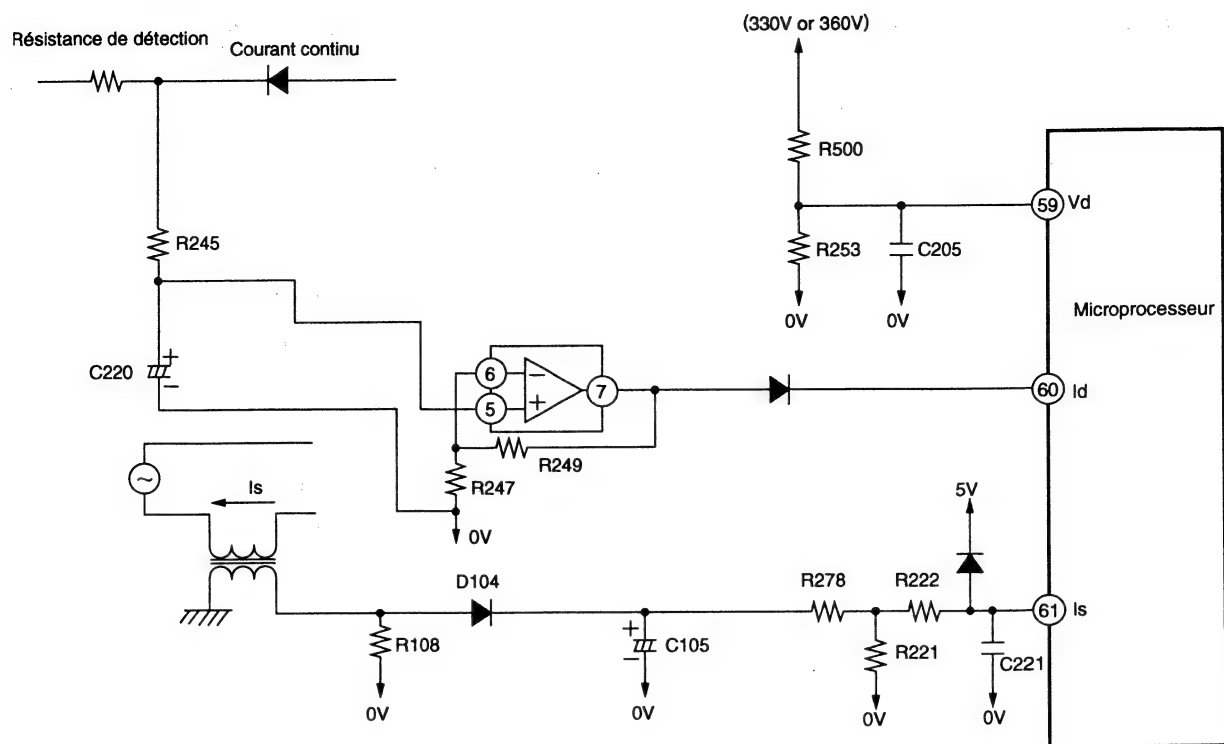 (330V or 360V)
Résistance de détection
Courant continu
R500
59 Vd
R245
R253
C205
0V
0V
Microprocesseur
C220
+
−
6
−
5
+
7
60 Id
R249
R247
~
Is
0V
5V
D104
R278
R222
61 Is
R108
+
−
C105
R221
C221
0V
0V
0V
0V